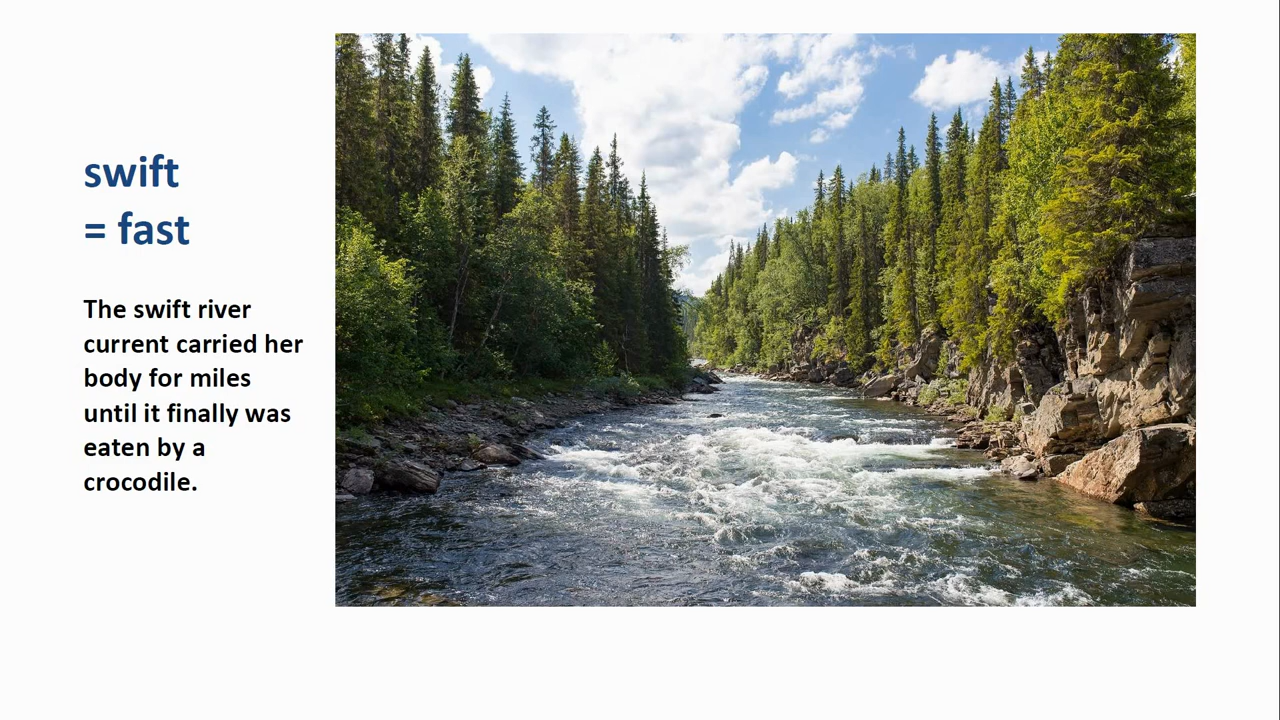 swift
= fast
The swift river
current carried her
body for miles
until it finally was
eaten by a
crocodile.